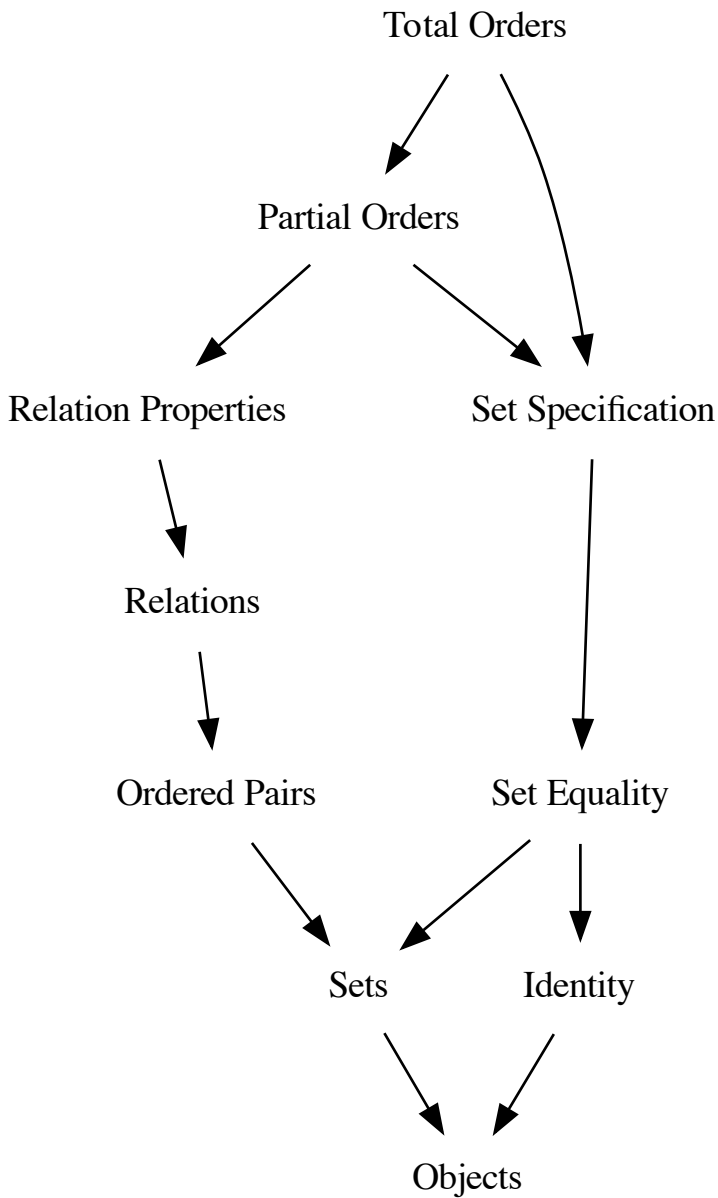 Total Orders
Partial Orders
Relation Properties
Set Specification
Relations
Ordered Pairs
Set Equality
Sets
Identity
Objects